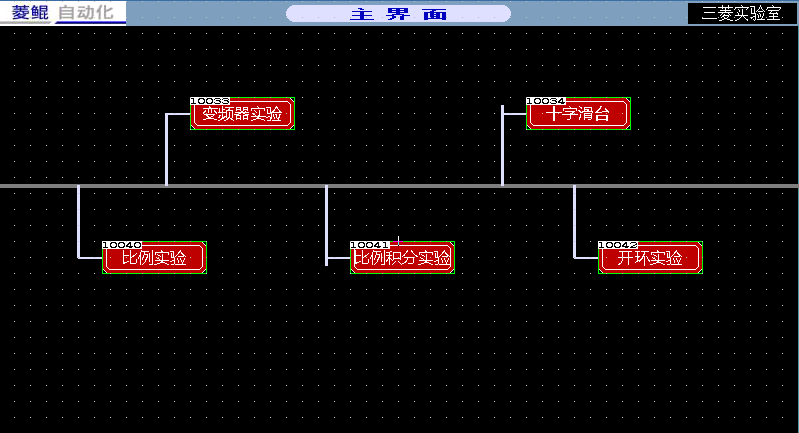 菱鲲 自动化
主 界 面
三菱实验室
变频器实验
10054
十字滑台
10040
比例实验
10041
比例积分实验
10042
开环实验